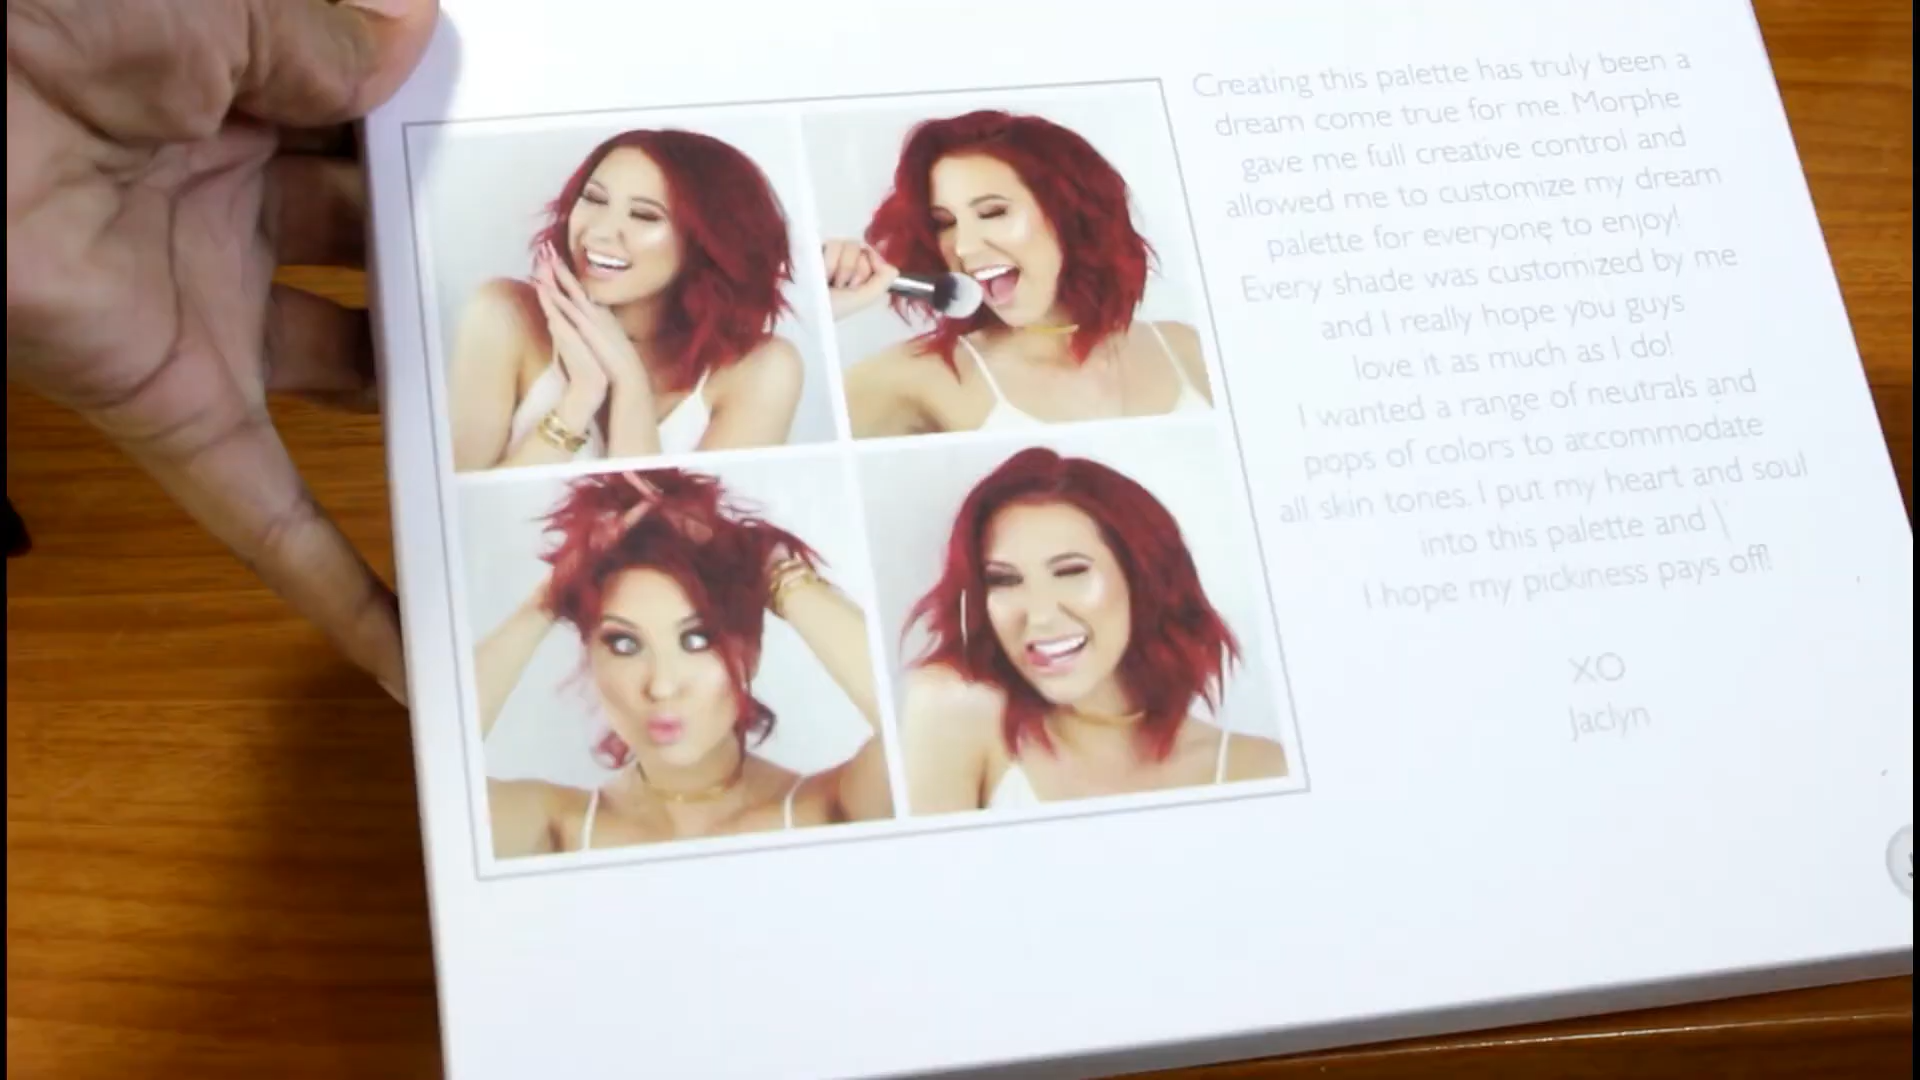 Creating this palette has truly been a
dream come true for me. Morphe
gave me full creative control and
allowed me to customize my dream
palette for everyone to enjoy!
Every shade was customized by me
and I really hope you guys
love it as much as I do!
I wanted a range of neutrals and
pops of colors to accommodate
all skin tones. I put my heart and soul
into this palette and \
I hope my pickiness pays off!
XO
Jaclyn